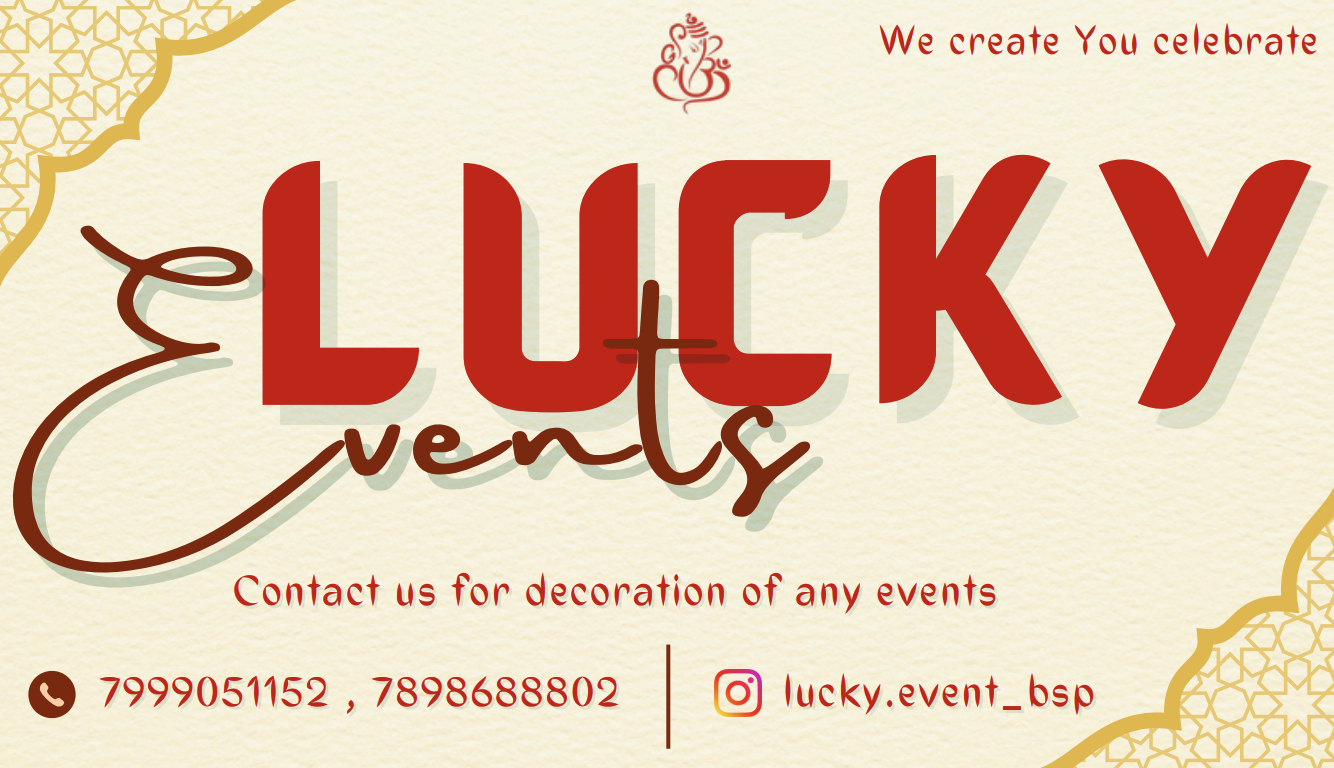 We create You celebrate
LUCKY
Events
Contact us for decoration of any events
7999051152 , 7898688802
lucky.event_bsp